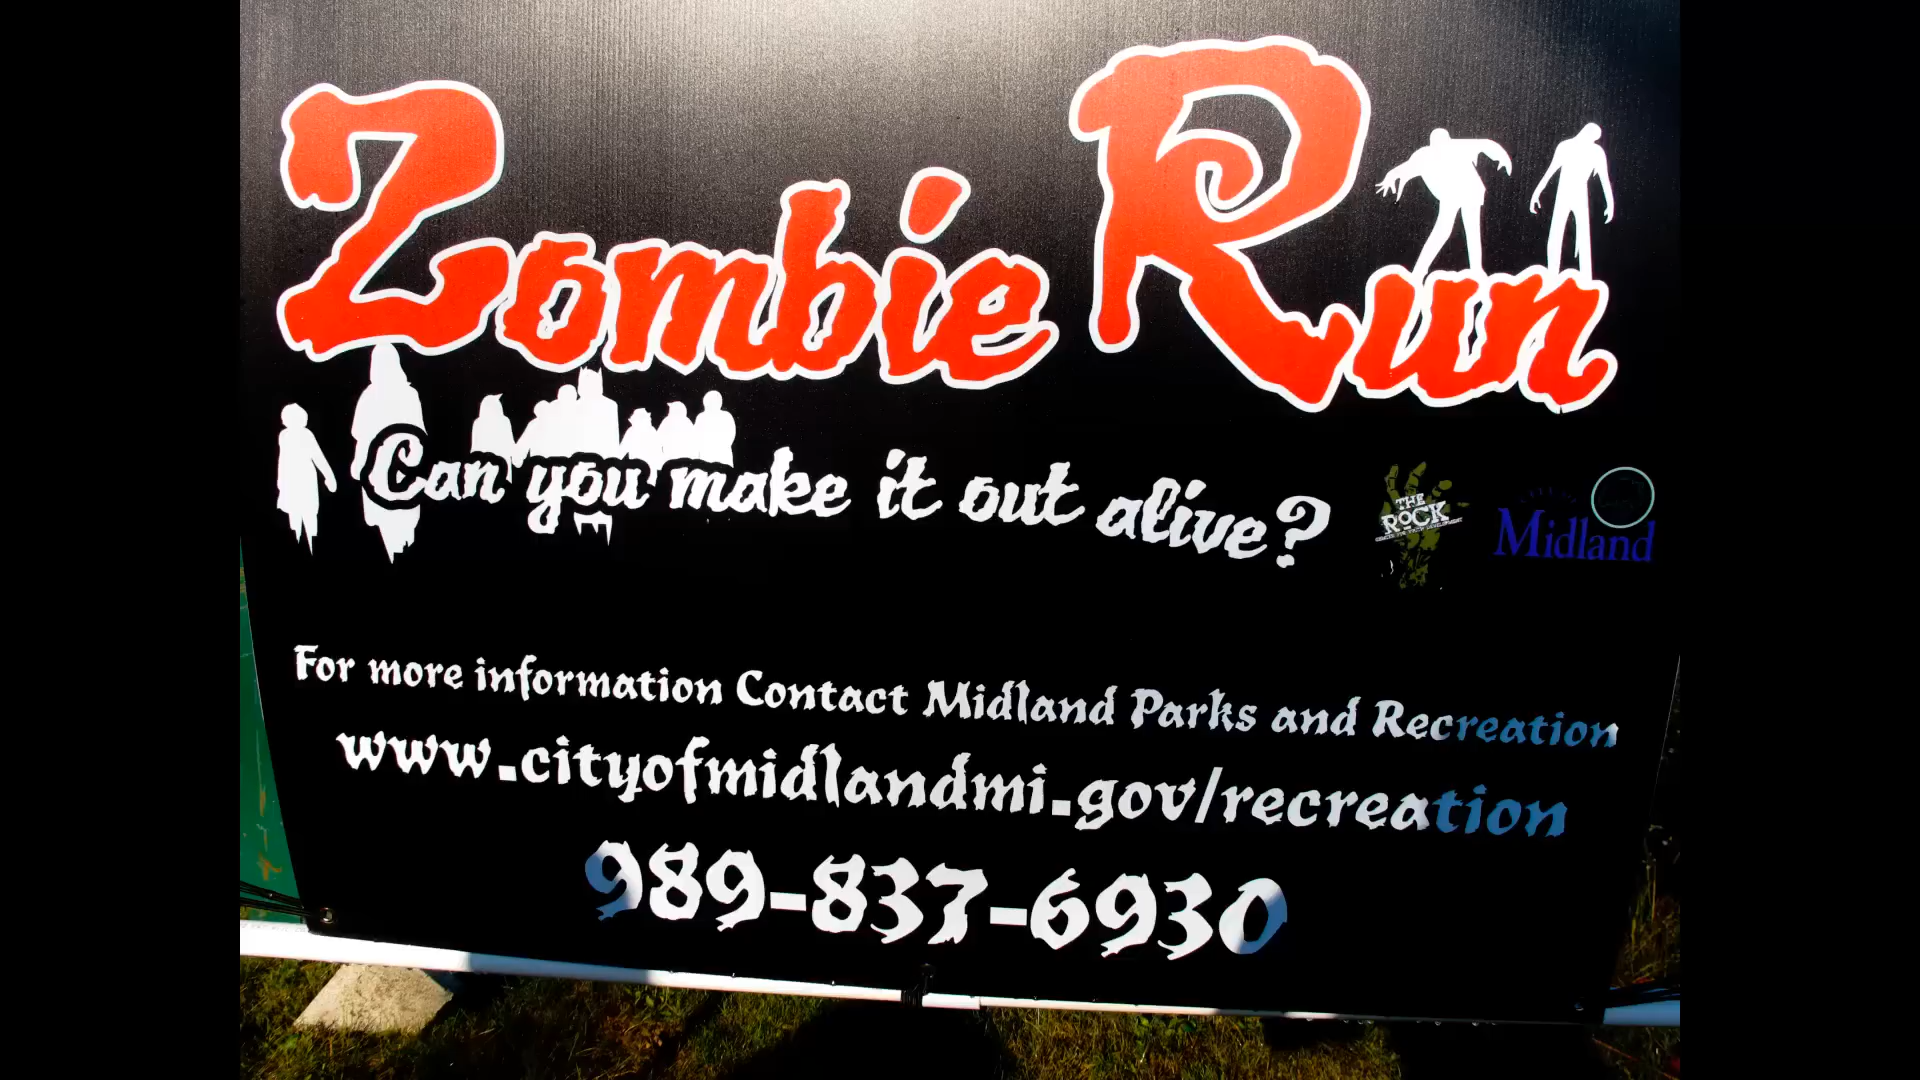 Zombie Run
Can you make it out alive?
THE
ROCK
Midland
For more information Contact Midland Parks and Recreation
www.cityofmidlandmi.gov/recreation
989-837-6930